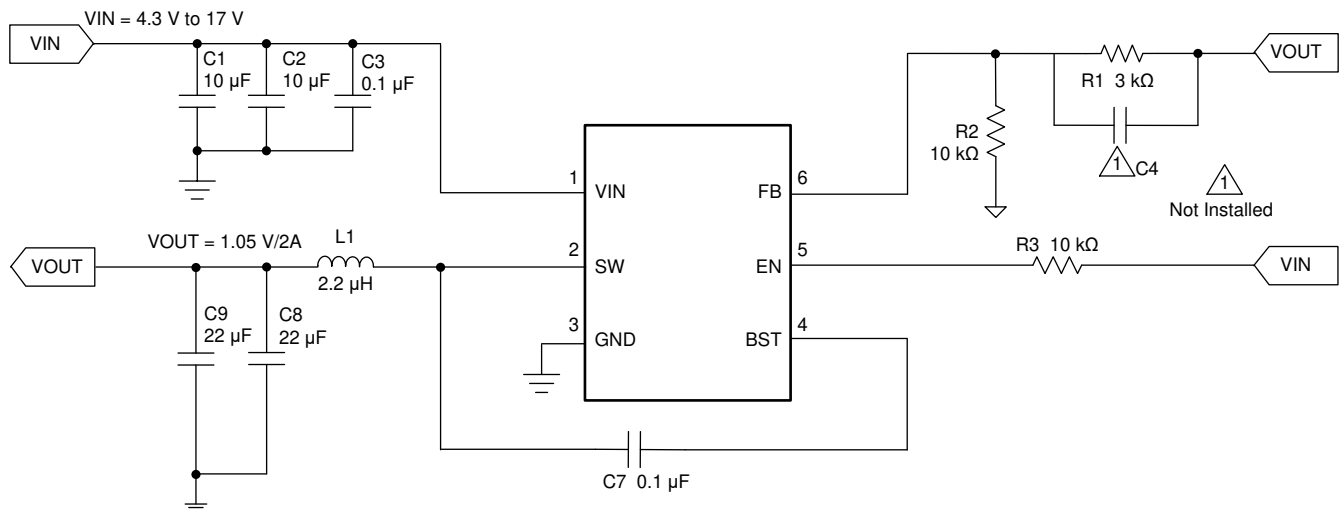 VIN = 4.3 V to 17 V
VIN
C1
10 µF
C2
10 µF
C3
0.1 µF
VOUT
R1 3 kΩ
R2
10 kΩ
1
C4
1
Not Installed
1
VIN
FB
6
VOUT = 1.05 V/2A
L1
2.2 µH
VOUT
2
SW
EN
5
R3 10 kΩ
VIN
C9
22 µF
C8
22 µF
3
GND
BST
4
C7 0.1 µF